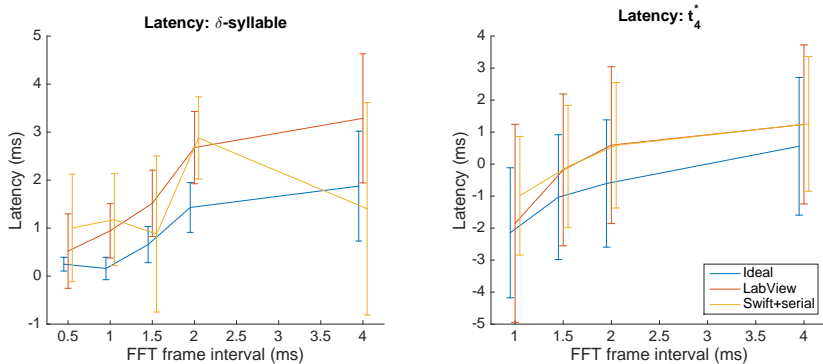 Latency: δ-syllable
Latency (ms)
5
4
3
2
1
0
-1
0.5 1 1.5 2 2.5 3 3.5 4
FFT frame interval (ms)
Latency: t*4
Latency (ms)
4
3
2
1
0
-1
-2
-3
-4
-5
1 1.5 2 2.5 3 3.5 4
FFT frame interval (ms)
Ideal
LabView
Swift+serial